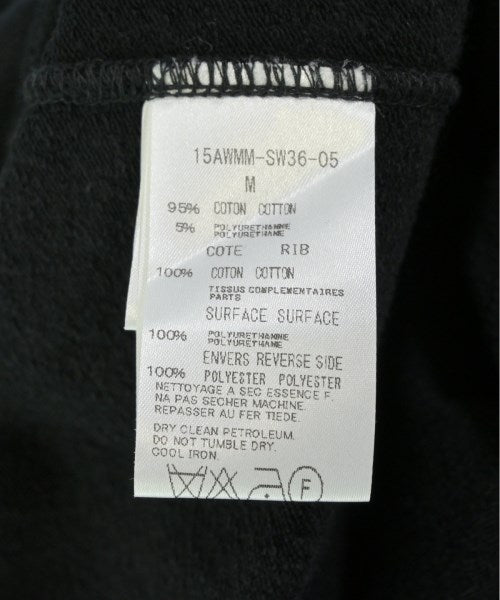 15AWMM-SW36-05
M
95% COTON COTTON
5% POLYURETHANNE
POLYURETHANE
COTE RIB
100% COTON COTTON
TISSUS COMPLEMENTAIRES
PARTS
SURFACE SURFACE
100% POLYURETHANNE
POLYURETHANE
ENVERS REVERSE SIDE
100% POLYESTER POLYESTER
NETTOYAGE A SEC ESSENCE F.
NA PAS SECHER MACHINE.
REPASSER AU FER TIEDE.
DRY CLEAN PETROLEUM.
DO NOT TUMBLE DRY.
COOL IRON.
F